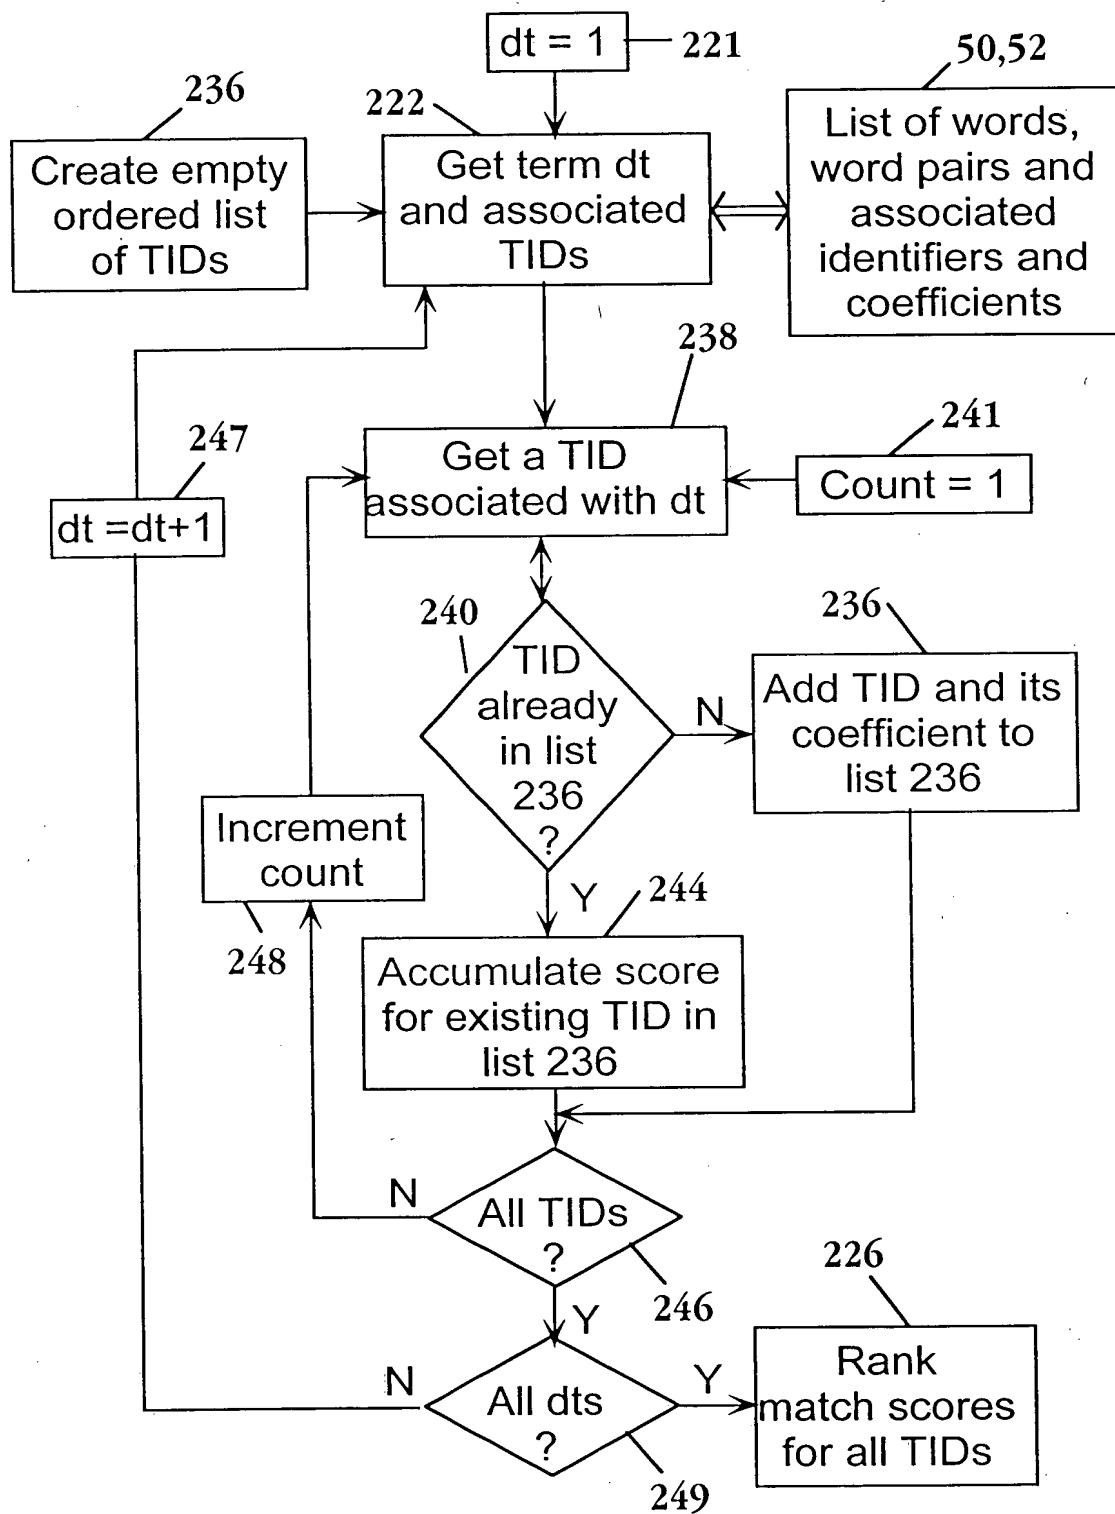 dt = 1
221
50,52
236
222
List of words,
word pairs and
associated
identifiers and
coefficients
Create empty
ordered list
of TIDs
Get term dt
and associated
TIDs
238
247
241
Get a TID
associated with dt
Count = 1
dt =dt+1
240
236
TID
already
in list
236
?
N
Add TID and its
coefficient to
list 236
Increment
count
248
Y
244
Accumulate score
for existing TID in
list 236
N
All TIDs
?
246
226
Y
N
All dts
?
Y
249
Rank
match scores
for all TIDs